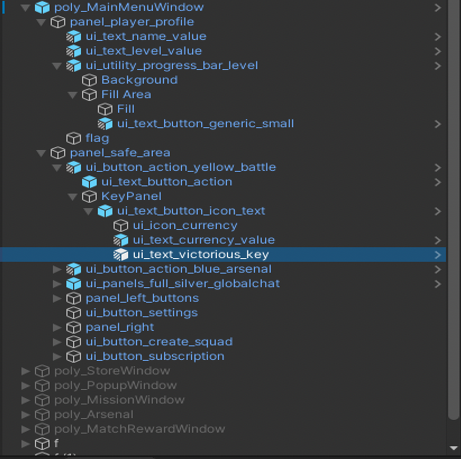 poly_MainMenuWindow
panel_player_profile
ui_text_name_value
ui_text_level_value
ui_utility_progress_bar_level
Background
Fill Area
Fill
ui_text_button_generic_small
flag
panel_safe_area
ui_button_action_yellow_battle
ui_text_button_action
KeyPanel
ui_text_button_icon_text
ui_icon_currency
ui_text_currency_value
ui_text_victorious_key
ui_button_action_blue_arsenal
ui_panels_full_silver_globalchat
panel_left_buttons
ui_button_settings
panel_right
ui_button_create_squad
ui_button_subscription
poly_StoreWindow
poly_PopupWindow
poly_MissionWindow
poly_Arsenal
poly_MatchRewardWindow
f